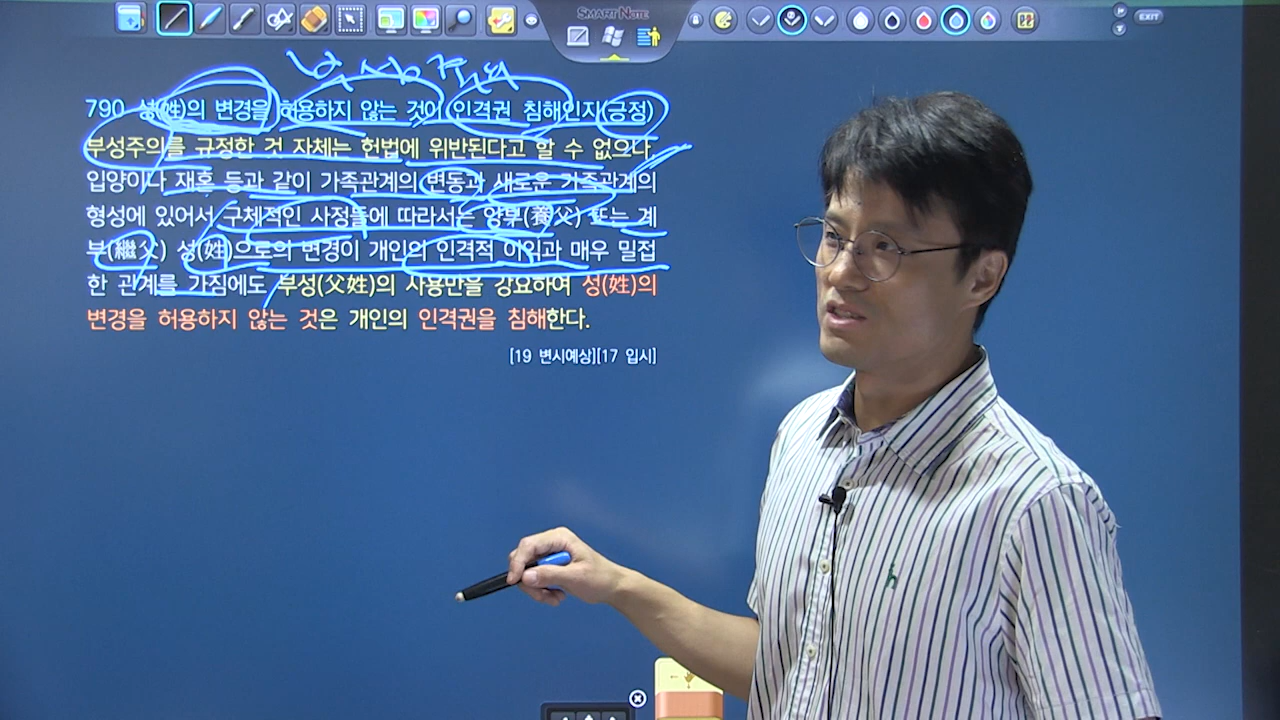 SMART NOTE
EXIT
부성주의
790 성(姓)의 변경을 허용하지 않는 것이 인격권 침해인지(긍정)
부성주의를 규정한 것 자체는 헌법에 위반된다고 할 수 없으나,
입양이나 재혼 등과 같이 가족관계의 변동과 새로운 가족관계의
형성에 있어서 구체적인 사정들에 따라서는 양부(養父) 또는 계
부(繼父) 성(姓)으로의 변경이 개인의 인격적 이익과 매우 밀접
한 관계를 가짐에도 부성(父姓)의 사용만을 강요하여 성(姓)의
변경을 허용하지 않는 것은 개인의 인격권을 침해한다.
[19 변시예상][17 입시]